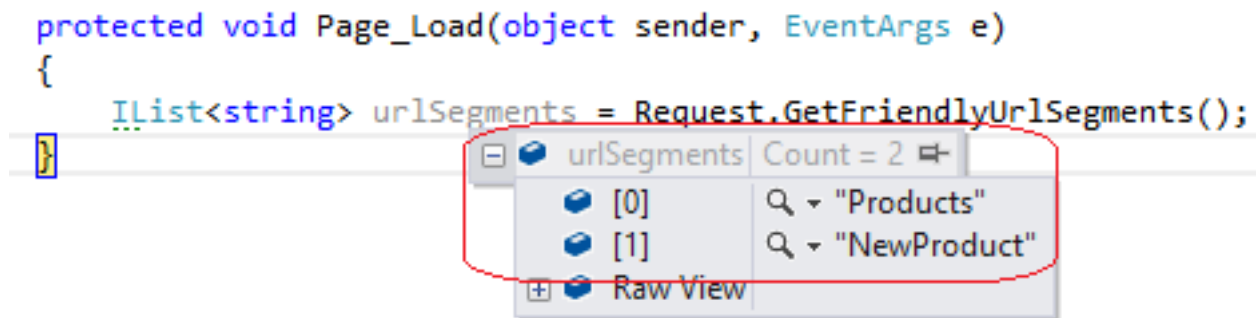 protected void Page_Load(object sender, EventArgs e)
{
IList<string> urlSegments = Request.GetFriendlyUrlSegments();
}
urlSegments Count = 2
[0] "Products"
[1] "NewProduct"
Raw View